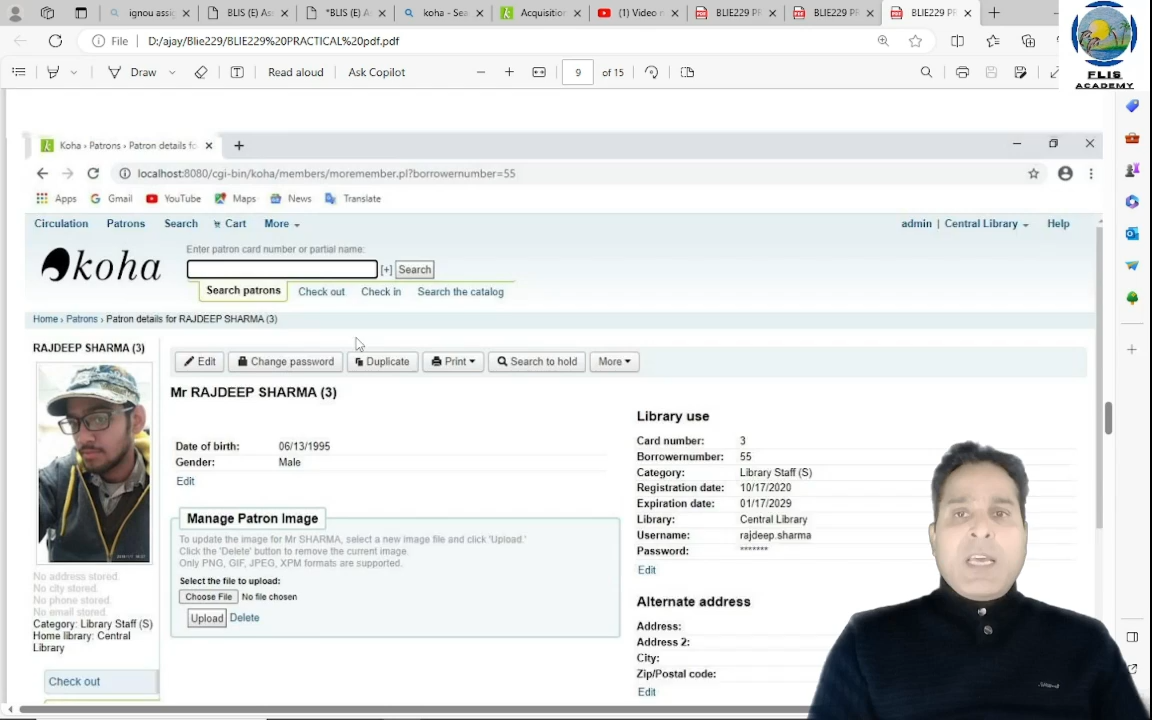 ignou assig
BLIS (E) As
*BLIS (E) A
koha - Sea
Acquisition
(1) Video n
BLIE229 PR
BLIE229 PR
BLIE229 PR
File D:/ajay/Blie229/BLIE229%20PRACTICAL%20pdf.pdf
Draw Read aloud Ask Copilot 9 of 15
FLIS
ACADEMY
Koha › Patrons › Patron details fo
localhost:8080/cgi-bin/koha/members/moremember.pl?borrowernumber=55
Apps Gmail YouTube Maps News Translate
Circulation Patrons Search Cart More admin | Central Library Help
koha
Enter patron card number or partial name:
[+] Search
Search patrons Check out Check in Search the catalog
Home › Patrons › Patron details for RAJDEEP SHARMA (3)
RAJDEEP SHARMA (3)
Edit Change password Duplicate Print Search to hold More
Mr RAJDEEP SHARMA (3)
Date of birth: 06/13/1995
Gender: Male
Edit
Manage Patron Image
To update the image for Mr SHARMA, select a new image file and click 'Upload.'
Click the 'Delete' button to remove the current image.
Only PNG, GIF, JPEG, XPM formats are supported.
Select the file to upload:
Choose File No file chosen
Upload Delete
Library use
Card number: 3
Borrowernumber: 55
Category: Library Staff (S)
Registration date: 10/17/2020
Expiration date: 01/17/2029
Library: Central Library
Username: rajdeep.sharma
Password: *******
Edit
Alternate address
Address:
Address 2:
City:
Zip/Postal code:
Edit
No address stored.
No city stored.
No phone stored.
No email stored.
Category: Library Staff (S)
Home library: Central
Library
Check out